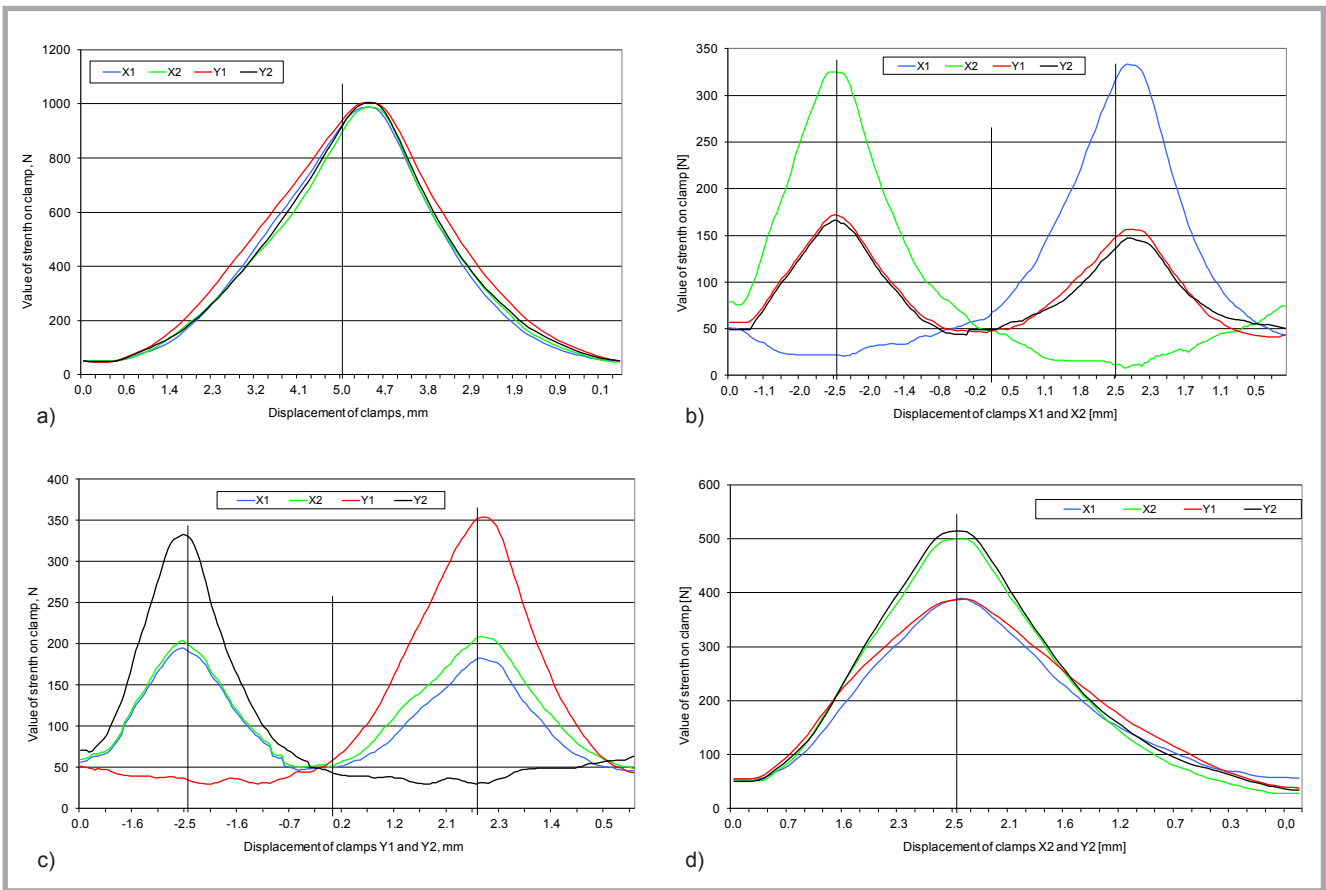 1200
1000
800
600
400
200
0
Value of strenth on clamp, N
X1 X2 Y1 Y2
0,0 0,6 1,4 2,3 3,2 4,1 5,0 4,7 3,8 2,9 1,9 0,1
Displacement of clamps, mm
a)
350
300
250
200
150
100
50
0
Value of strenth on clamp [N]
X1 X2 Y1 Y2
0,0 -1,1 -2,0 -2,5 -2,0 -1,4 -0,8 -0,2 0,5 1,1 1,8 2,5 2,3 1,7 1,1 0,5
Displacement of clamps X1 and X2 [mm]
b)
400
350
300
250
200
150
100
50
0
Value of strenth on clamp, N
X1 X2 Y1 Y2
0.0 -1.6 -2.5 -1.6 -0.7 0.2 1.2 2.1 2.3 1.4 0.5
Displacement of clamps Y1 and Y2, mm
c)
600
500
400
300
200
100
0
Value of strenth on clamp [N]
X1 X2 Y1 Y2
0.0 0.7 1.6 2.3 2.5 2.1 1.6 1.2 0.7 0,0
Displacement of clamps X2 and Y2 [mm]
d)